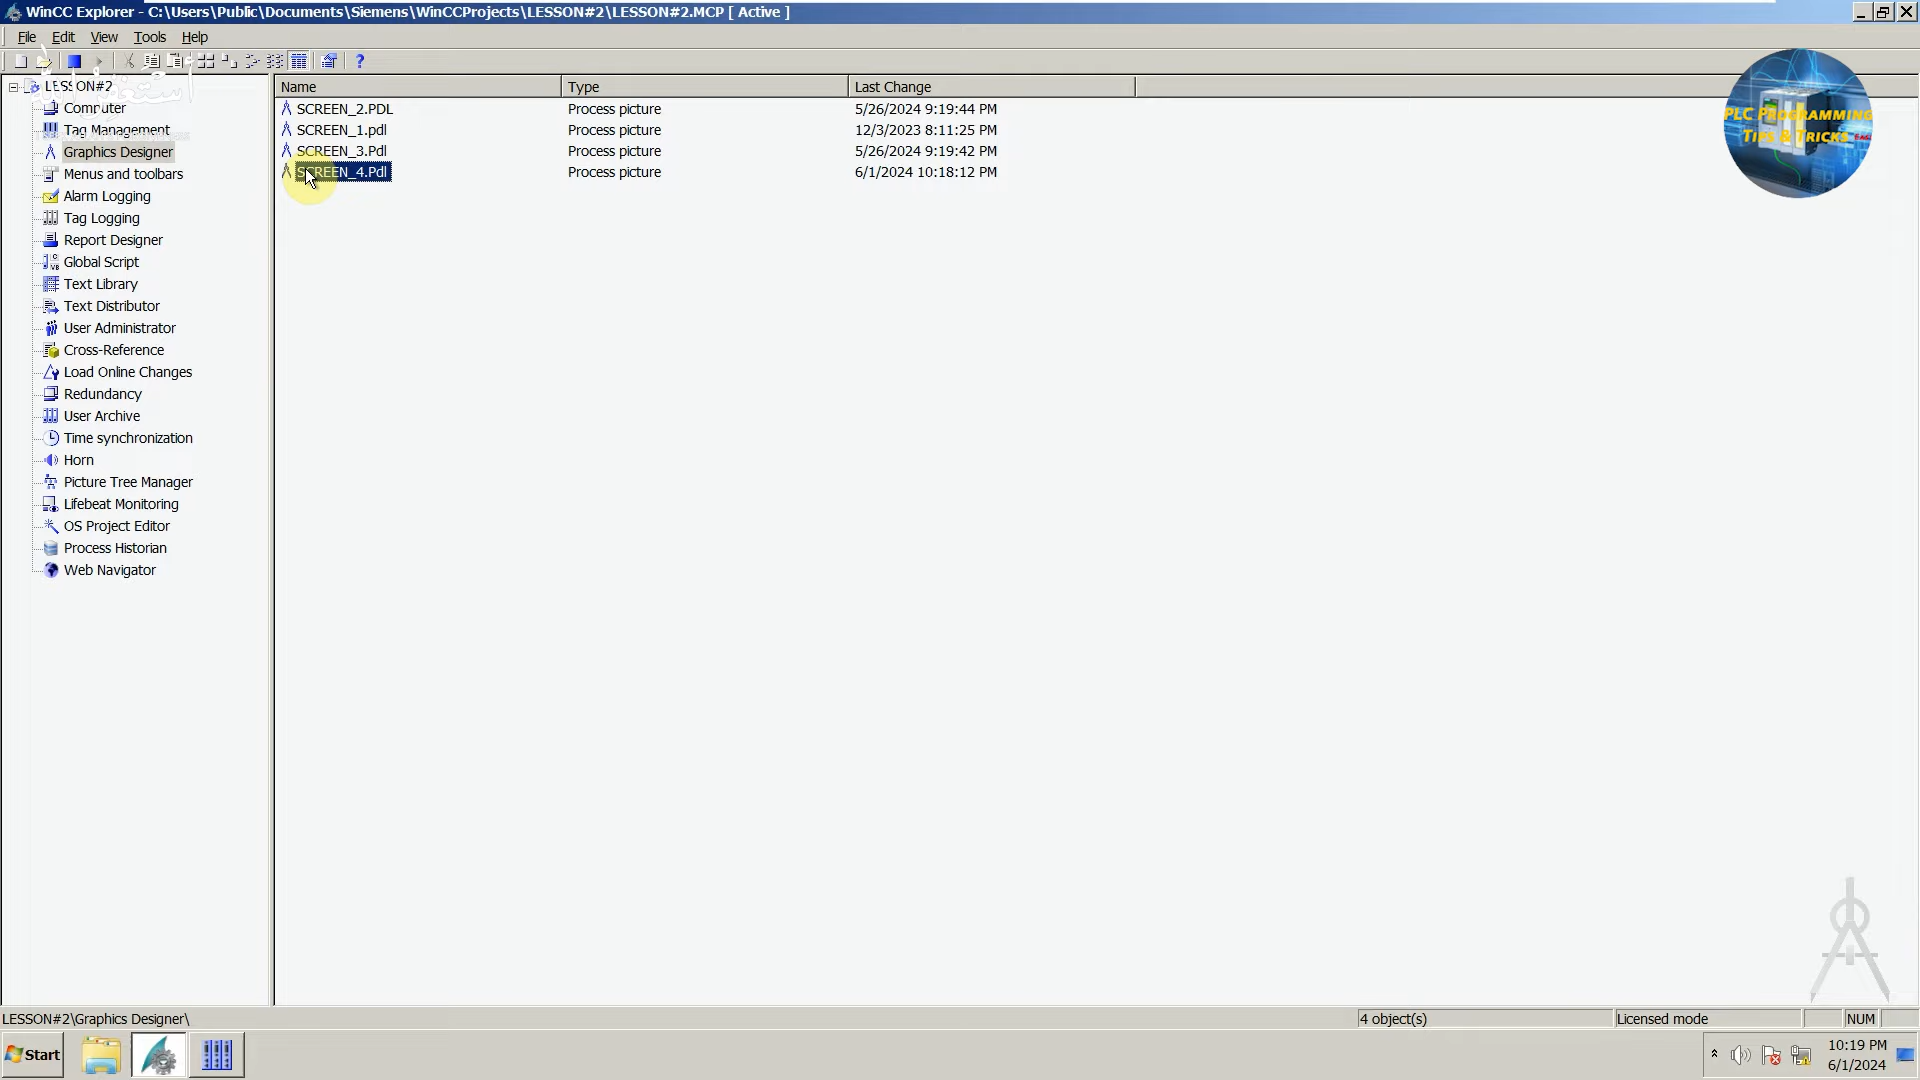 WinCC Explorer - C:\Users\Public\Documents\Siemens\WinCCProjects\LESSON#2\LESSON#2.MCP [ Active ]
File Edit View Tools Help
LESSON#2
Computer
Tag Management
Graphics Designer
Menus and toolbars
Alarm Logging
Tag Logging
Report Designer
Global Script
Text Library
Text Distributor
User Administrator
Cross-Reference
Load Online Changes
Redundancy
User Archive
Time synchronization
Horn
Picture Tree Manager
Lifebeat Monitoring
OS Project Editor
Process Historian
Web Navigator
Name Type Last Change
SCREEN_2.PDL Process picture 5/26/2024 9:19:44 PM
SCREEN_1.pdl Process picture 12/3/2023 8:11:25 PM
SCREEN_3.Pdl Process picture 5/26/2024 9:19:42 PM
SCREEN_4.Pdl Process picture 6/1/2024 10:18:12 PM
PLC PROGRAMMING
TIPS & TRICKS
LESSON#2\Graphics Designer\ 4 object(s) Licensed mode NUM
Start 10:19 PM
6/1/2024